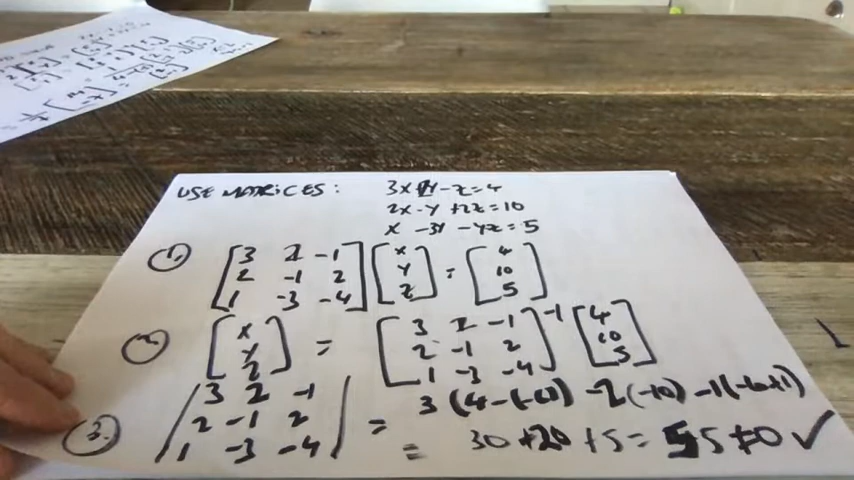 USE MATRICES: 3x+2y-z=4
2x-y+2z=10
x-3y-4z=5
1. [3 2 -1; 2 -1 2; 1 -3 -4] [x; y; z] = [4; 10; 5]
2. [x; y; z] = [3 2 -1; 2 -1 2; 1 -3 -4]^-1 [4; 10; 5]
3. |3 2 -1; 2 -1 2; 1 -3 -4| = 3(4-(-6))-2(-10)-1(-6+1)
= 30+20+5=55≠0 ✓